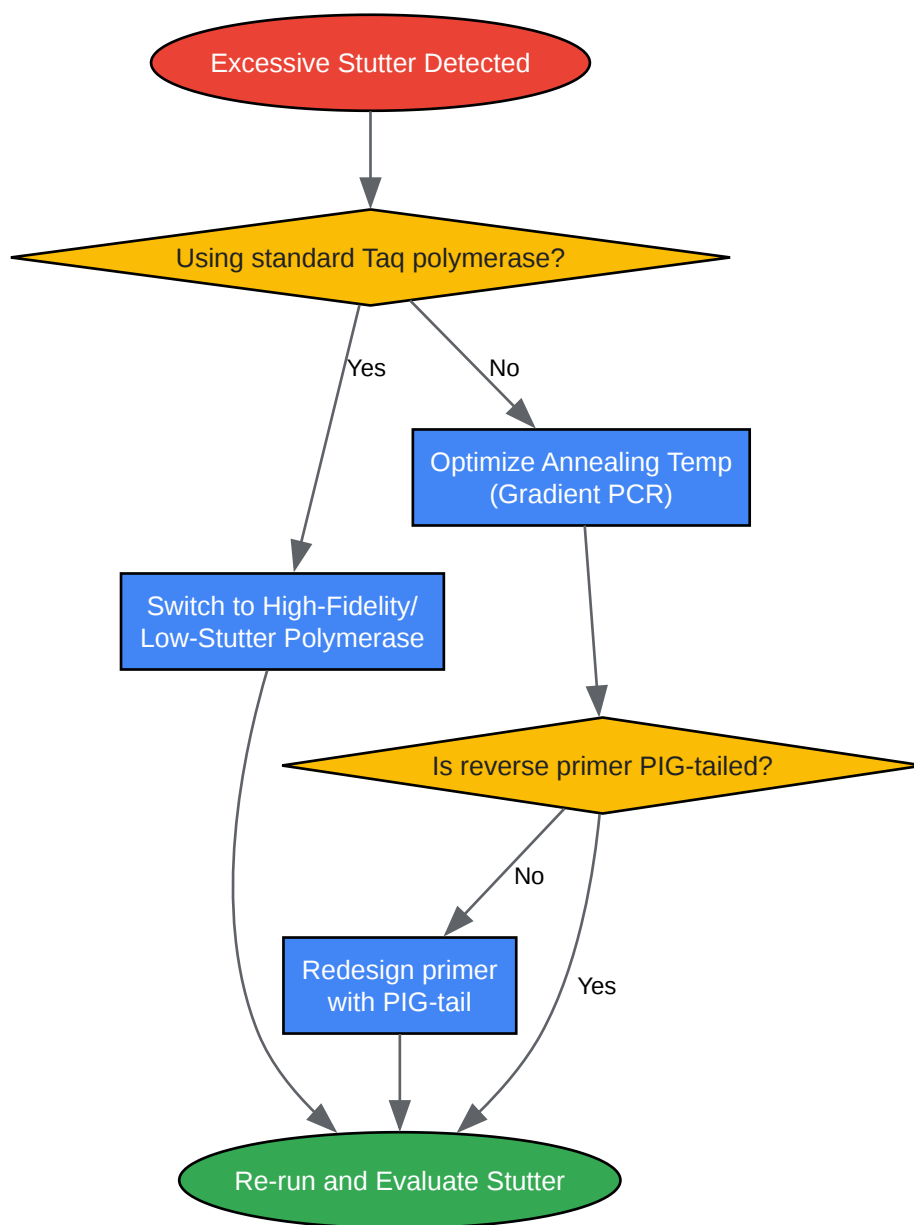 Excessive Stutter Detected
Using standard Taq polymerase?
Yes
No
Optimize Annealing Temp
(Gradient PCR)
Switch to High-Fidelity/
Low-Stutter Polymerase
Is reverse primer PIG-tailed?
No
Redesign primer
with PIG-tail
Yes
Re-run and Evaluate Stutter